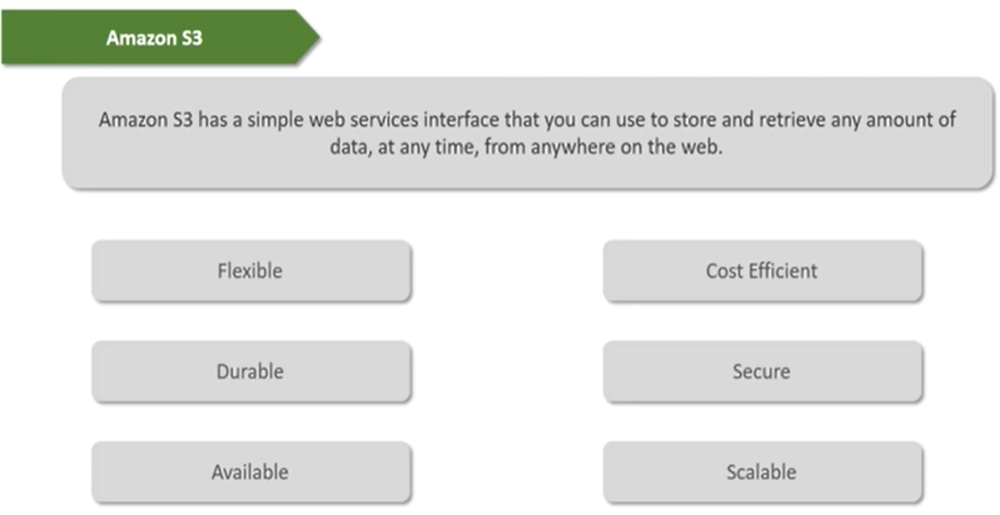 Amazon S3
Amazon S3 has a simple web services interface that you can use to store and retrieve any amount of
data, at any time, from anywhere on the web.
Flexible
Cost Efficient
Durable
Secure
Available
Scalable